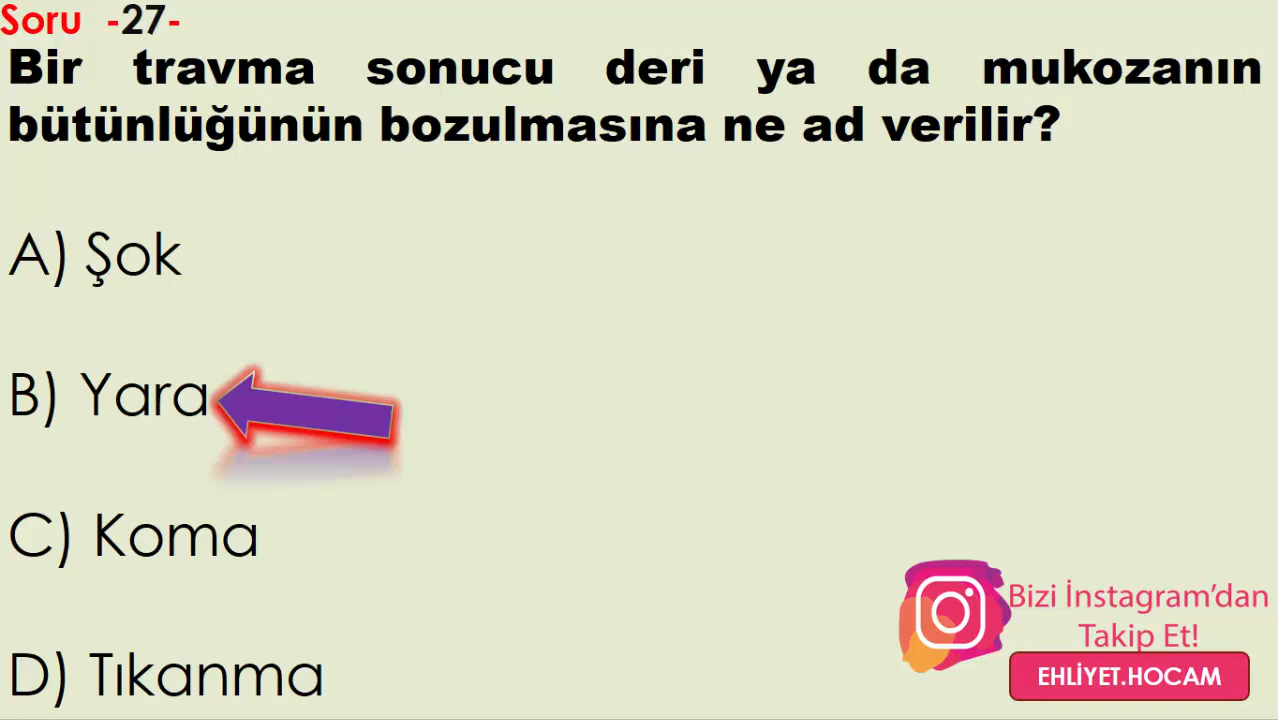 Soru -27-
Bir travma sonucu deri ya da mukozanın
bütünlüğünün bozulmasına ne ad verilir?
A) Şok
B) Yara
C) Koma
D) Tıkanma
Bizi İnstagram’dan
Takip Et!
EHLİYET.HOCAM